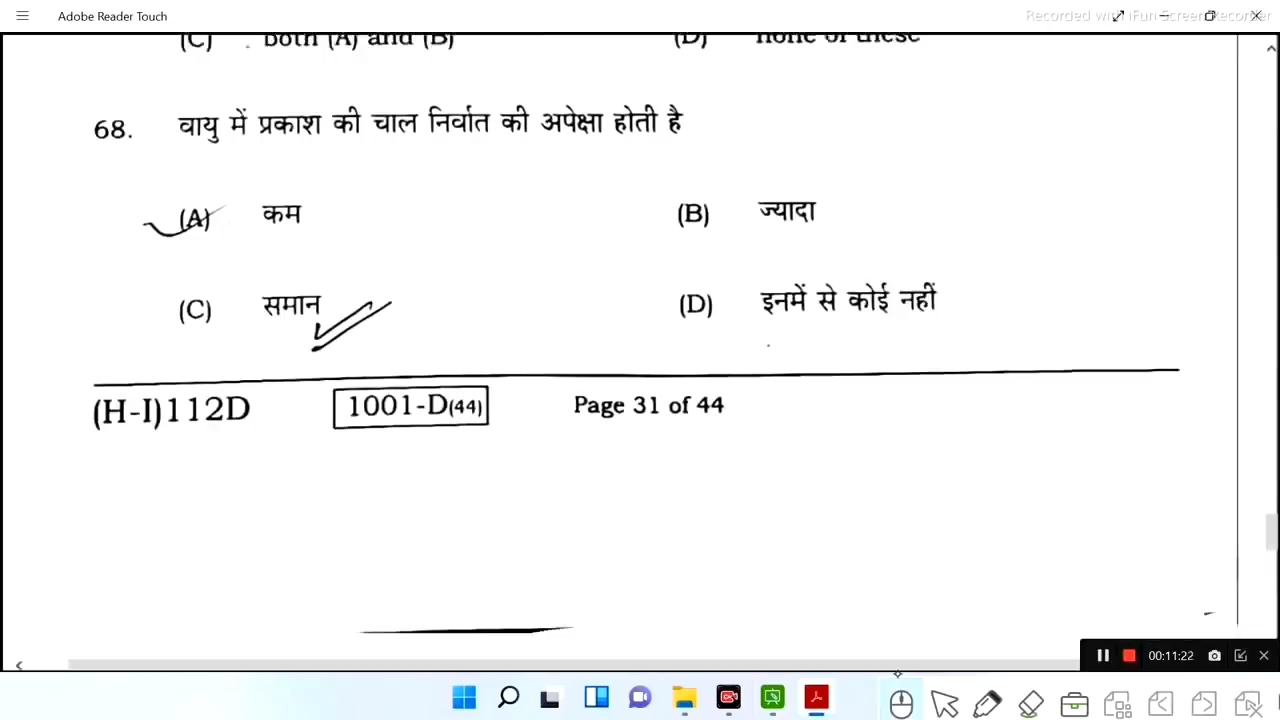 Adobe Reader Touch
Recorded with iFun Screen Recorder
(C) both (A) and (B) (D) none of these
68. वायु में प्रकाश की चाल निर्वात की अपेक्षा होती है
(A) कम (B) ज्यादा
(C) समान (D) इनमें से कोई नहीं
(H-I)112D 1001-D(44) Page 31 of 44
00:11:22